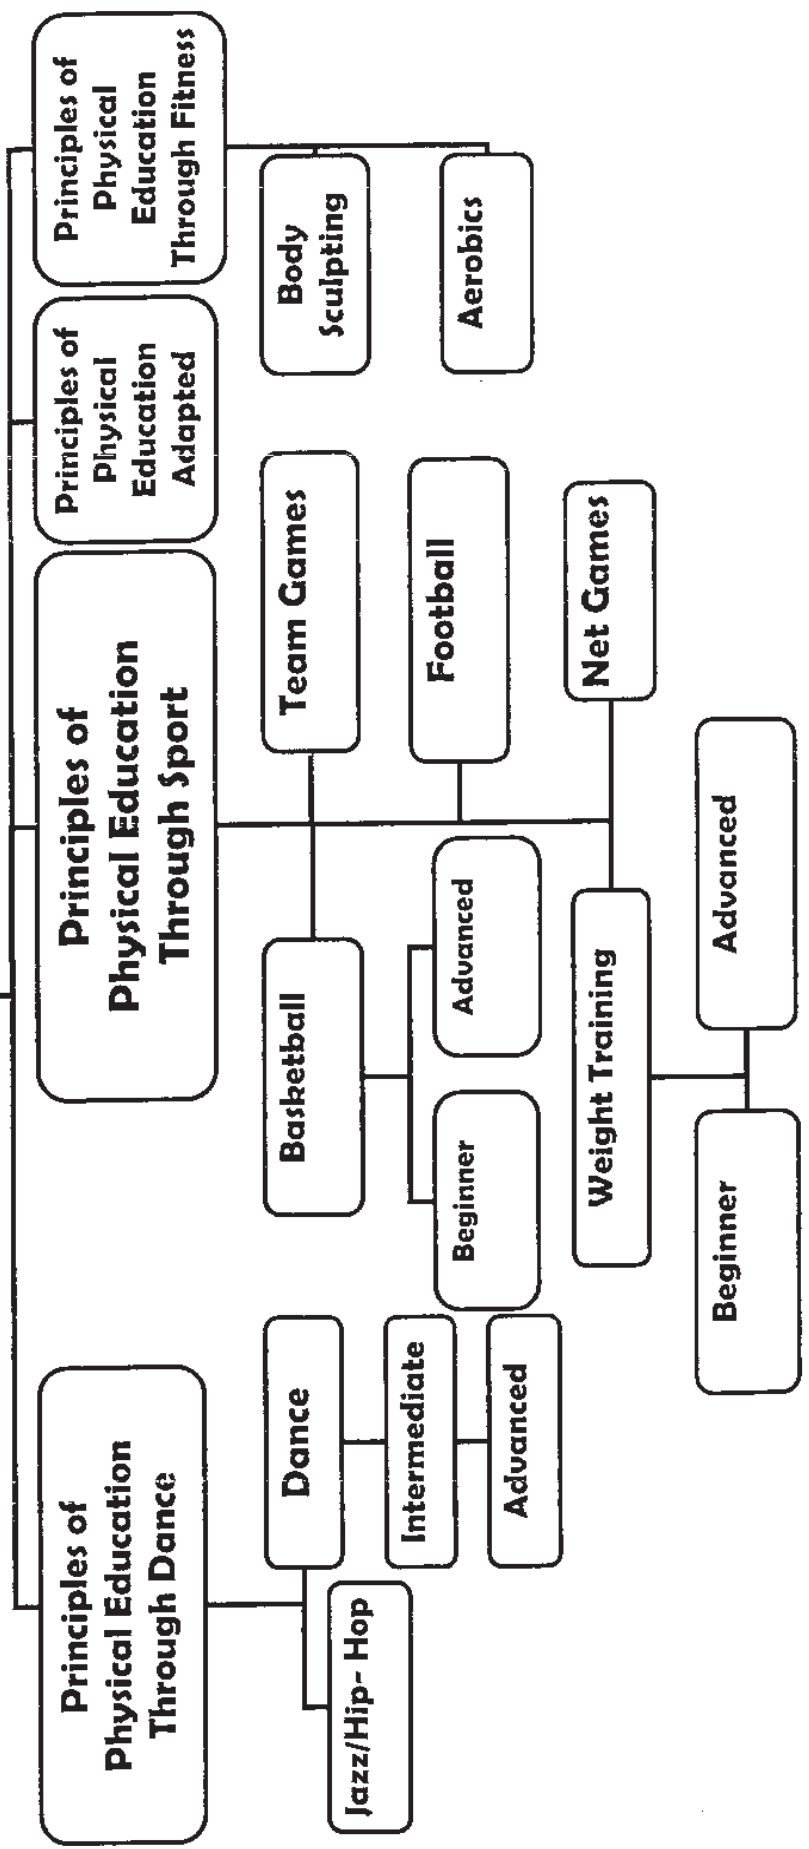 Principles of
Physical Education
Through Dance
Principles of
Physical Education
Through Sport
Principles of
Physical
Education
Adapted
Principles of
Physical
Education
Through Fitness
Dance
Jazz/Hip- Hop
Intermediate
Advanced
Basketball
Team Games
Beginner
Advanced
Football
Weight Training
Net Games
Beginner
Advanced
Body
Sculpting
Aerobics